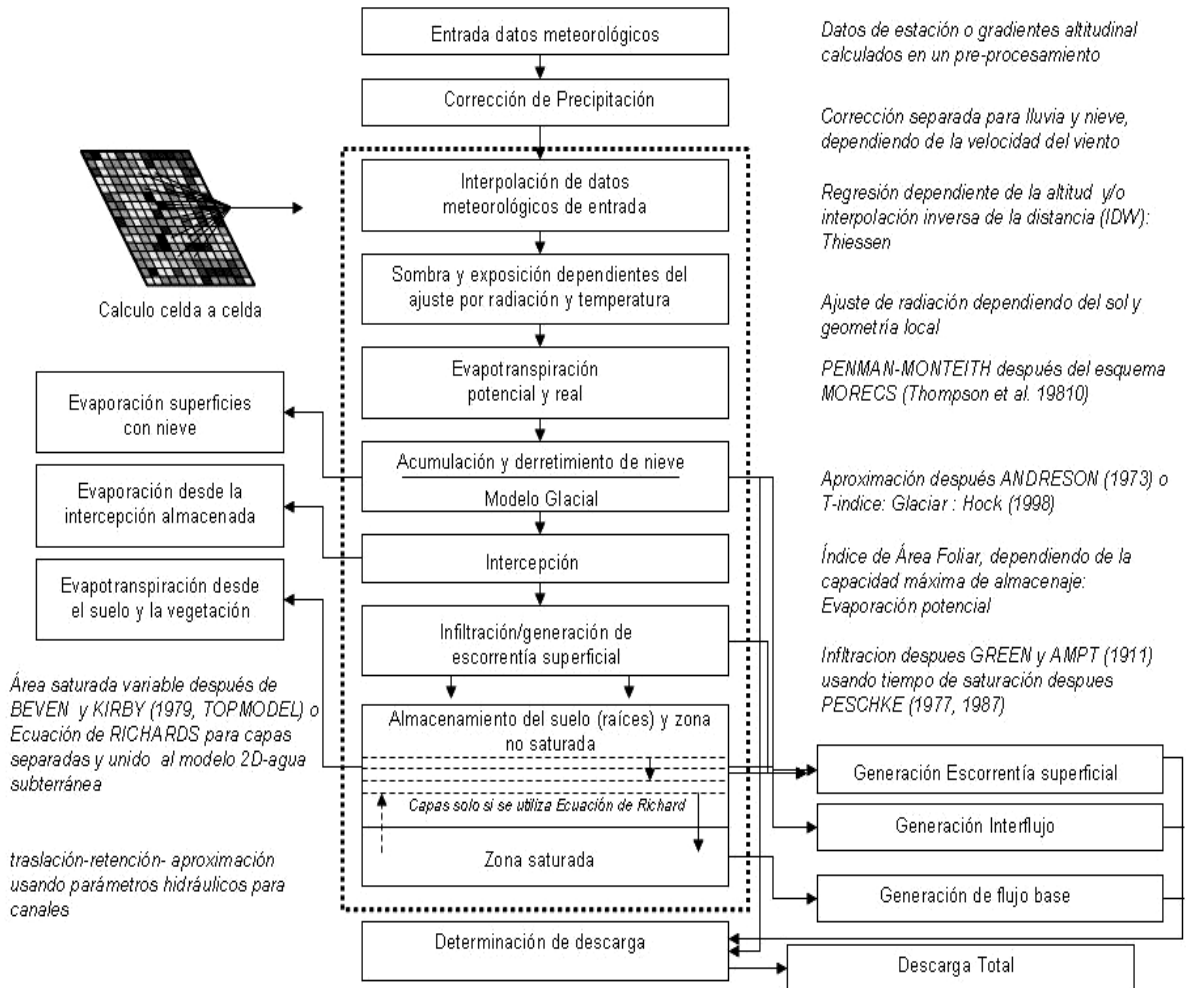 Entrada datos meteorológicos
Datos de estación o gradientes altitudinal
calculados en un pre-procesamiento
Corrección de Precipitación
Corrección separada para lluvia y nieve,
dependiendo de la velocidad del viento
Interpolación de datos
meteorológicos de entrada
Regresión dependiente de la altitud y/o
interpolación inversa de la distancia (IDW):
Thiessen
Calculo celda a celda
Sombra y exposición dependientes del
ajuste por radiación y temperatura
Ajuste de radiación dependiendo del sol y
geometría local
Evapotranspiración
potencial y real
PENMAN-MONTEITH después del esquema
MORECS (Thompson et al. 19810)
Evaporación superficies
con nieve
Acumulación y derretimiento de nieve
Modelo Glacial
Aproximación después ANDRESON (1973) o
T-indice: Glaciar : Hock (1998)
Evaporación desde la
intercepción almacenada
Intercepción
Índice de Área Foliar, dependiendo de la
capacidad máxima de almacenaje:
Evaporación potencial
Evapotranspiración desde
el suelo y la vegetación
Infiltración/generación de
escorrentía superficial
Infltracion despues GREEN y AMPT (1911)
usando tiempo de saturación despues
PESCHKE (1977, 1987)
Área saturada variable después de
BEVEN y KIRBY (1979, TOPMODEL) o
Ecuación de RICHARDS para capas
separadas y unido al modelo 2D-agua
subterránea
Almacenamiento del suelo (raíces) y zona
no saturada
Capas solo si se utiliza Ecuación de Richard
Zona saturada
Generación Escorrentía superficial
Generación Interflujo
Generación de flujo base
traslación-retención- aproximación
usando parámetros hidráulicos para
canales
Determinación de descarga
Descarga Total